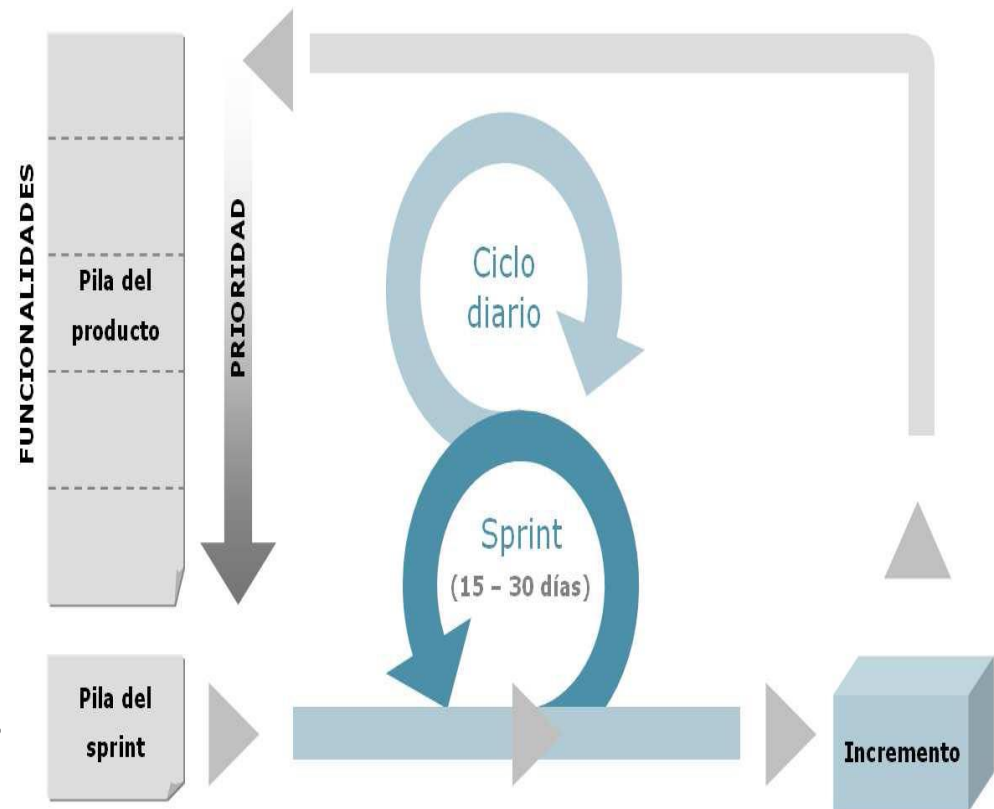 FUNCIONALIDADES
Pila del
producto
PRIORIDAD
Ciclo
diario
Sprint
(15 – 30 días)
Pila del
sprint
Incremento